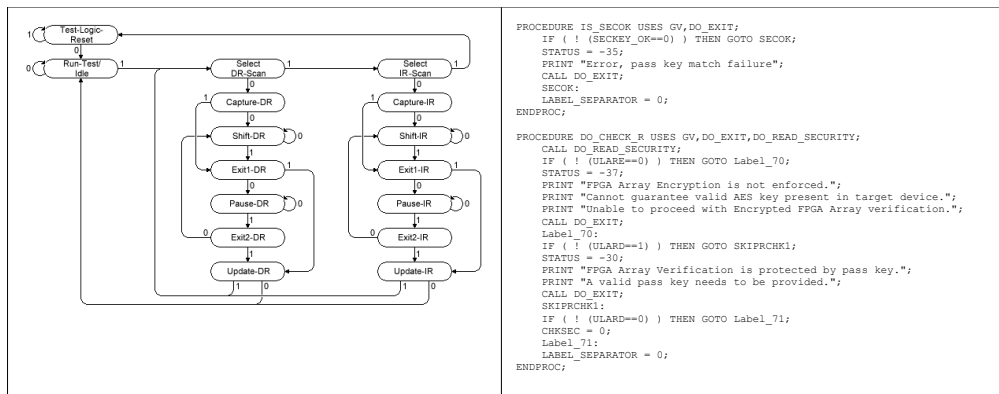 Test-Logic-
Reset
1
0
Run-Test/
Idle
0
1
Select
DR-Scan
1
0
Select
IR-Scan
1
0
Capture-DR
1
0
Capture-IR
1
0
Shift-DR
0
1
Shift-IR
0
1
Exit1-DR
1
0
Exit1-IR
1
0
Pause-DR
0
1
Pause-IR
0
1
Exit2-DR
0
1
Exit2-IR
0
1
Update-DR
1
0
Update-IR
1
0
PROCEDURE IS_SECOK USES GV,DO_EXIT;
IF ( ! (SECKEY_OK==0) ) THEN GOTO SECOK;
STATUS = -35;
PRINT "Error, pass key match failure";
CALL DO_EXIT;
SECOK:
LABEL_SEPARATOR = 0;
ENDPROC;
PROCEDURE DO_CHECK_R USES GV,DO_EXIT,DO_READ_SECURITY;
CALL DO_READ_SECURITY;
IF ( ! (ULARE==0) ) THEN GOTO Label_70;
STATUS = -37;
PRINT "FPGA Array Encryption is not enforced.";
PRINT "Cannot guarantee valid AES key present in target device.";
PRINT "Unable to proceed with Encrypted FPGA Array verification.";
CALL DO_EXIT;
Label_70:
IF ( ! (ULARD==1) ) THEN GOTO SKIPRCHK1;
STATUS = -30;
PRINT "FPGA Array Verification is protected by pass key.";
PRINT "A valid pass key needs to be provided.";
CALL DO_EXIT;
SKIPRCHK1:
IF ( ! (ULARD==0) ) THEN GOTO Label_71;
CHKSEC = 0;
Label_71:
LABEL_SEPARATOR = 0;
ENDPROC;